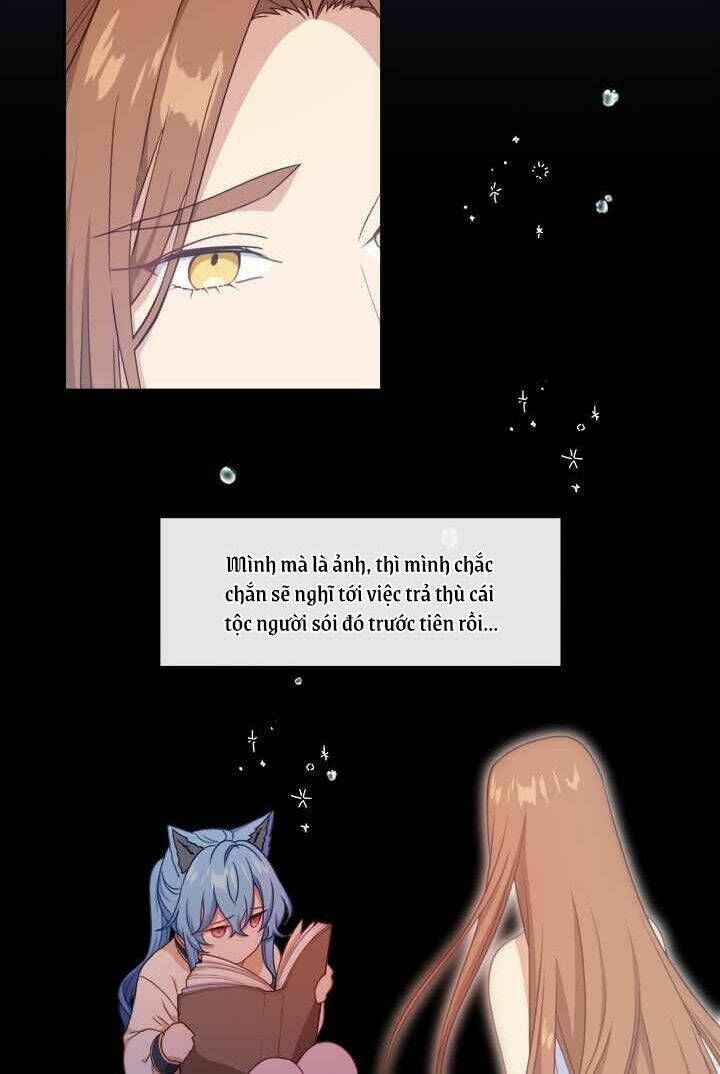 Mình mà là ảnh, thì mình chắc
chắn sẽ nghĩ tới việc trả thù cái
tộc người sói đó trước tiên rồi...